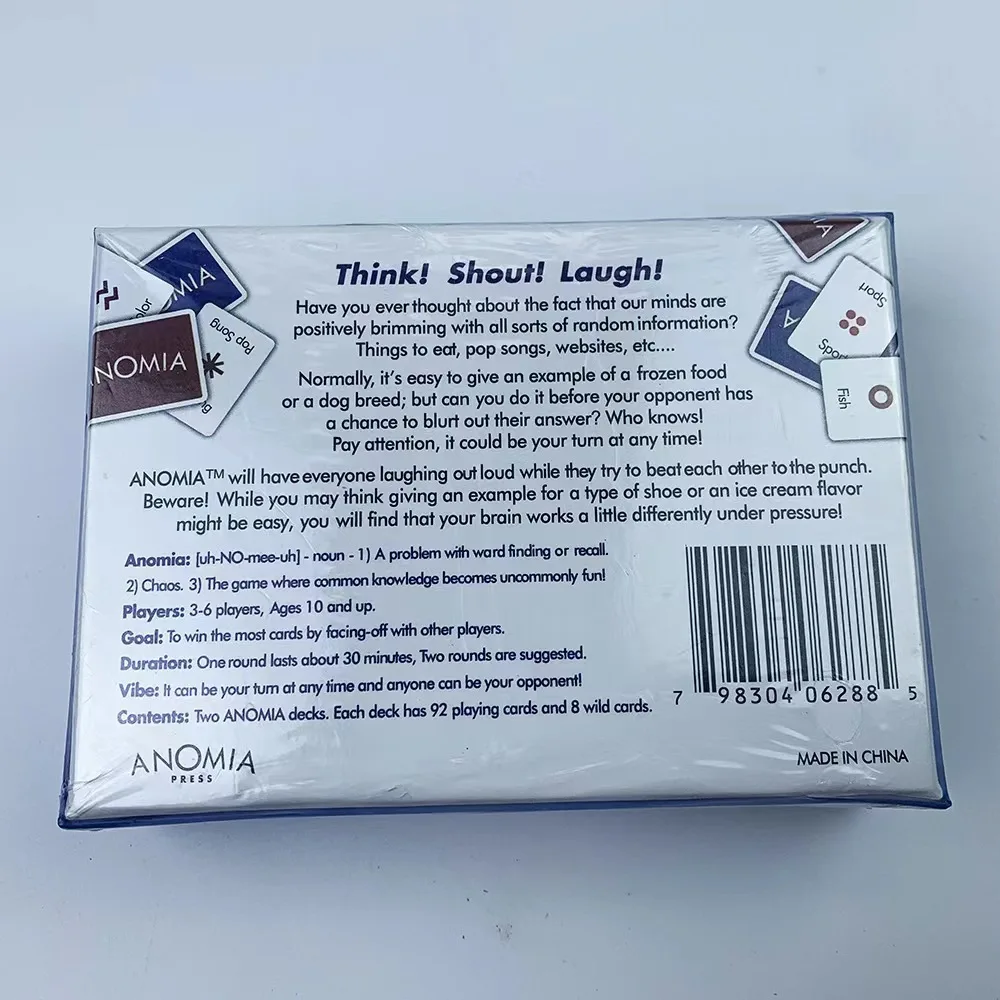 Think! Shout! Laugh!
Have you ever thought about the fact that our minds are
positively brimming with all sorts of random information?
Things to eat, pop songs, websites, etc....
Normally, it's easy to give an example of a frozen food
or a dog breed; but can you do it before your opponent has
a chance to blurt out their answer? Who knows!
Pay attention, it could be your turn at any time!
ANOMIA™ will have everyone laughing out loud while they try to beat each other to the punch.
Beware! While you may think giving an example for a type of shoe or an ice cream flavor
might be easy, you will find that your brain works a little differently under pressure!
Anomia: [uh-NO-mee-uh] - noun - 1) A problem with ward finding or recall.
2) Chaos. 3) The game where common knowledge becomes uncommonly fun!
Players: 3-6 players, Ages 10 and up.
Goal: To win the most cards by facing-off with other players.
Duration: One round lasts about 30 minutes, Two rounds are suggested.
Vibe: It can be your turn at any time and anyone can be your opponent!
Contents: Two ANOMIA decks. Each deck has 92 playing cards and 8 wild cards.
ANOMIA
PRESS
7 98304 06288 5
MADE IN CHINA
MIA
olor
NOMIA
Pop Song
IA
A
Sport
Fish